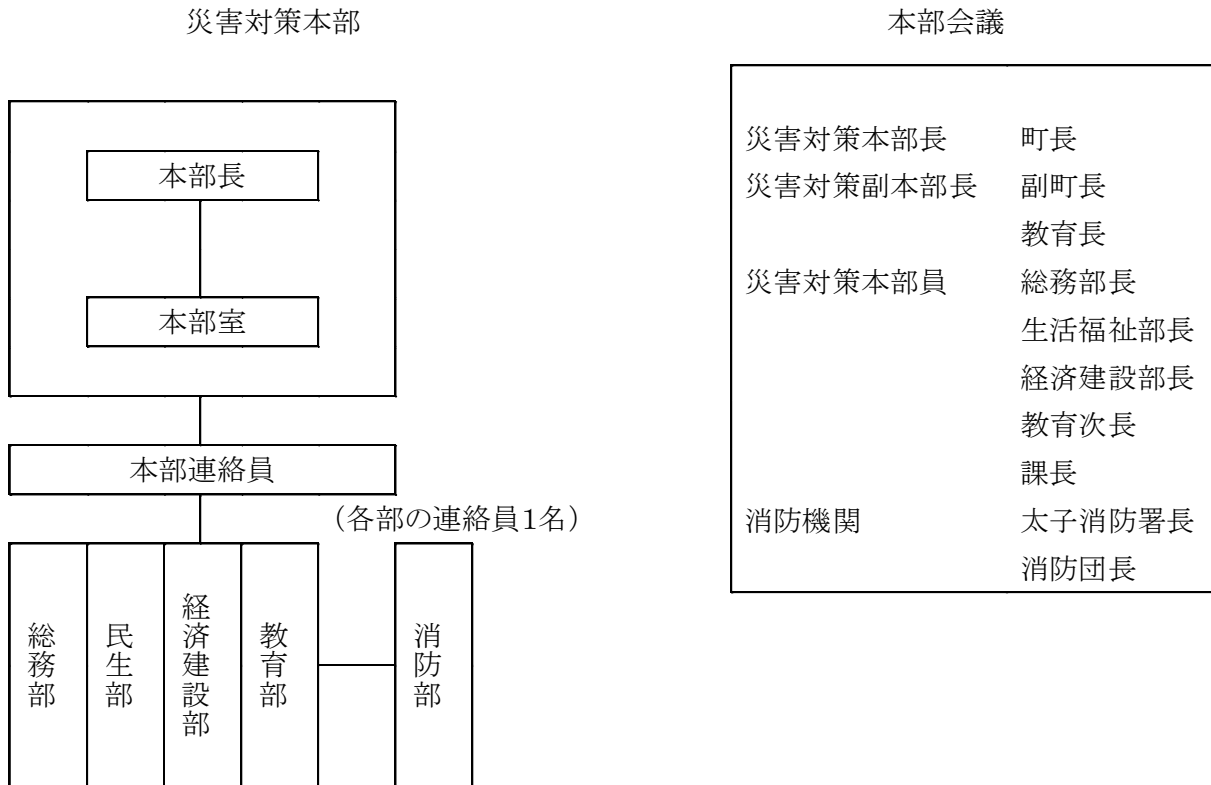 災害対策本部
本部長
本部室
本部連絡員
（各部の連絡員1名）
総務部
民生部
経済建設部
教育部
消防部
本部会議
災害対策本部長 町長
災害対策副本部長 副町長
教育長
災害対策本部員 総務部長
生活福祉部長
経済建設部長
教育次長
課長
消防機関 太子消防署長
消防団長